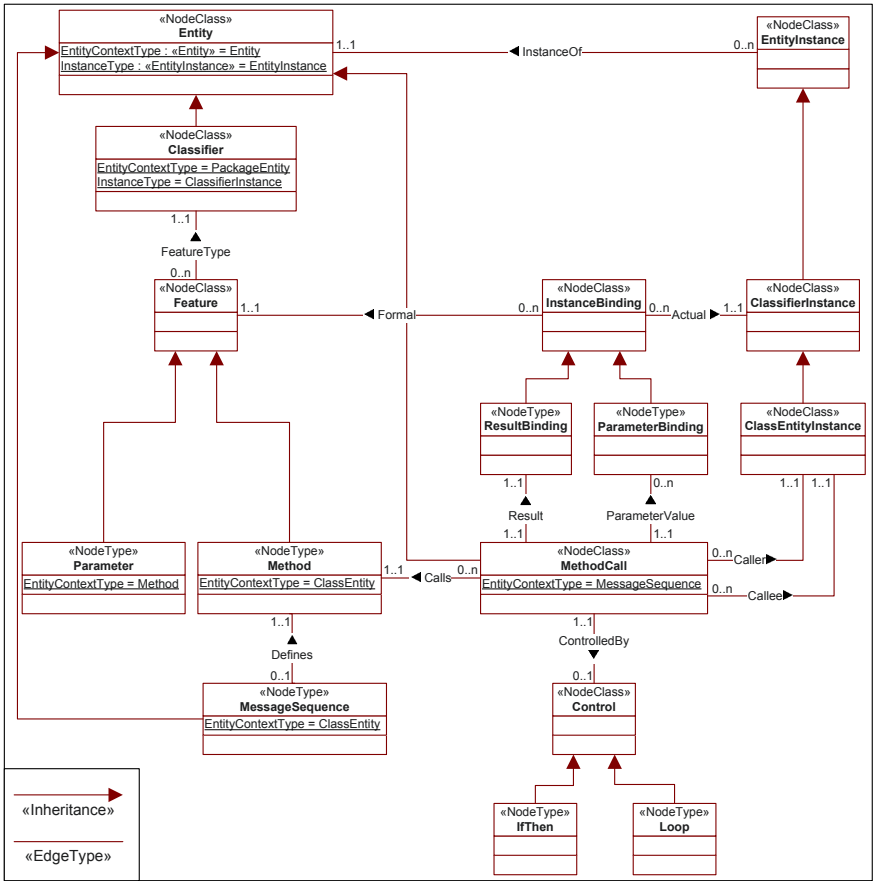 «NodeClass»
Entity
EntityContextType : «Entity» = Entity
InstanceType : «EntityInstance» = EntityInstance
1..1
InstanceOf
0..n
«NodeClass»
EntityInstance
«NodeClass»
Classifier
EntityContextType = PackageEntity
InstanceType = ClassifierInstance
1..1
FeatureType
0..n
«NodeClass»
Feature
1..1
Formal
0..n
«NodeClass»
InstanceBinding
0..n
Actual
1..1
«NodeClass»
ClassifierInstance
«NodeType»
ResultBinding
«NodeType»
ParameterBinding
«NodeClass»
ClassEntityInstance
1..1
Result
1..1
0..n
ParameterValue
1..1
1..1
1..1
«NodeType»
Parameter
EntityContextType = Method
«NodeType»
Method
EntityContextType = ClassEntity
1..1
Calls
0..n
«NodeClass»
MethodCall
EntityContextType = MessageSequence
0..n
Caller
0..n
Callee
1..1
Defines
0..1
1..1
ControlledBy
0..1
«NodeType»
MessageSequence
EntityContextType = ClassEntity
«NodeClass»
Control
«NodeType»
IfThen
«NodeType»
Loop
«Inheritance»
«EdgeType»